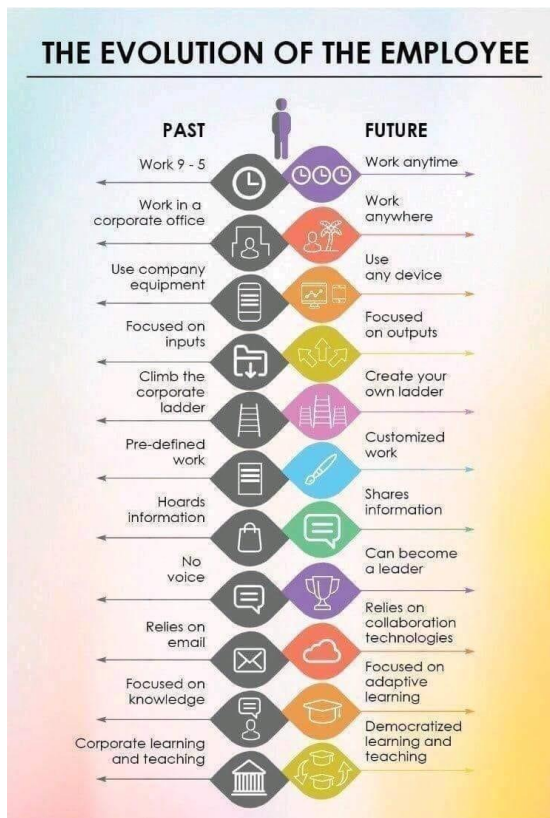 THE EVOLUTION OF THE EMPLOYEE
PAST
FUTURE
Work 9 - 5
Work anytime
Work in a
corporate office
Work
anywhere
Use company
equipment
Use
any device
Focused on
inputs
Focused
on outputs
Climb the
corporate
ladder
Create your
own ladder
Pre-defined
work
Customized
work
Hoards
information
Shares
information
No
voice
Can become
a leader
Relies on
email
Relies on
collaboration
technologies
Focused on
knowledge
Focused on
adaptive
learning
Corporate learning
and teaching
Democratized
learning and
teaching